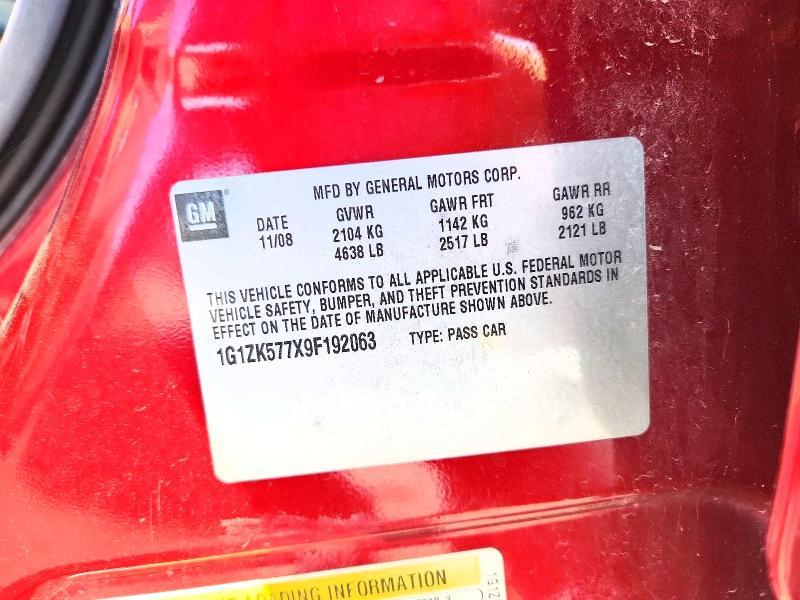 MFD BY GENERAL MOTORS CORP.
GM® DATE GVWR GAWR FRT GAWR RR
11/08 2104 KG 1142 KG 962 KG
4638 LB 2517 LB 2121 LB
THIS VEHICLE CONFORMS TO ALL APPLICABLE U.S. FEDERAL MOTOR
VEHICLE SAFETY, BUMPER, AND THEFT PREVENTION STANDARDS IN
EFFECT ON THE DATE OF MANUFACTURE SHOWN ABOVE.
1G1ZK577X9F192063 TYPE: PASS CAR
LOADING INFORMATION
1G1Z